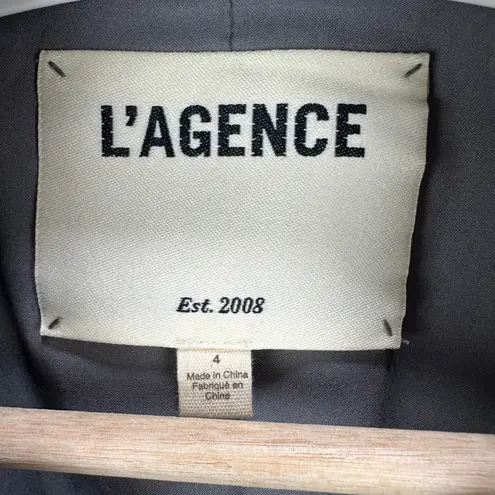 L'AGENCE
Est. 2008
4
Made in China
Fabriqué en
Chine